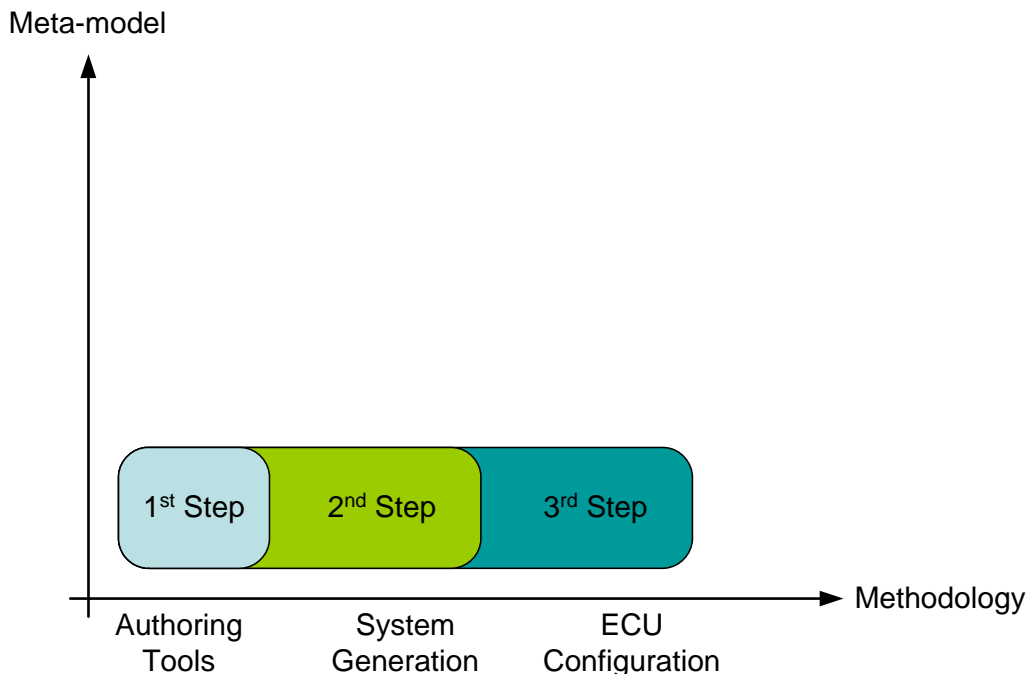 Meta-model
1st Step
2nd Step
3rd Step
Methodology
Authoring
Tools
System
Generation
ECU
Configuration